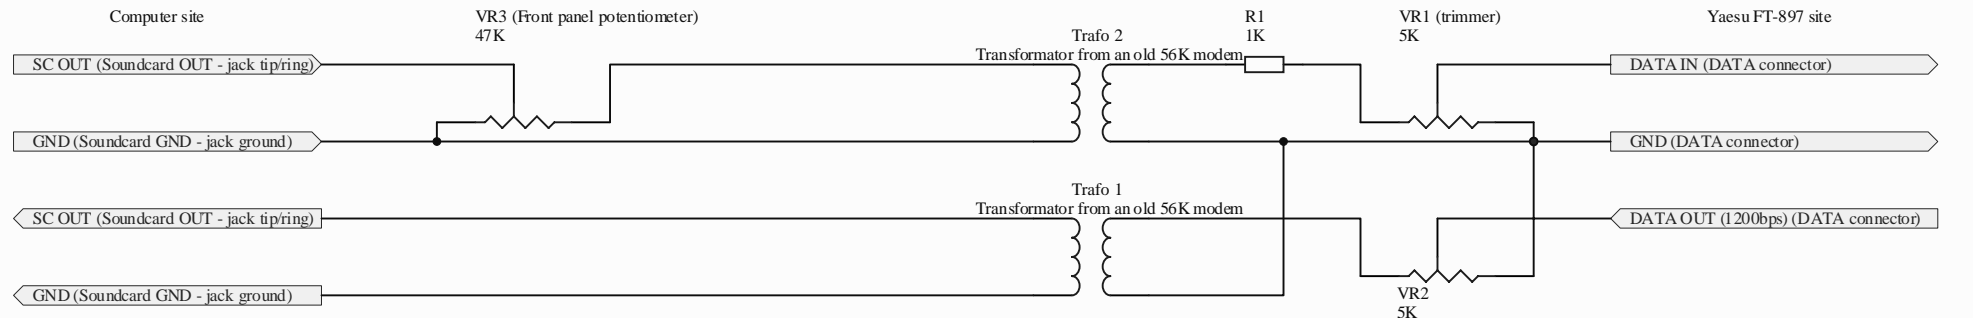 Computer site
VR3 (Front panel potentiometer)
47K
R1
1K
VR1 (trimmer)
5K
Yaesu FT-897 site
Trafo 2
Transformator from an old 56K modem
SC OUT (Soundcard OUT - jack tip/ring)
DATA IN (DATA connector)
GND (Soundcard GND - jack ground)
GND (DATA connector)
Trafo 1
Transformator from an old 56K modem
SC OUT (Soundcard OUT - jack tip/ring)
DATA OUT (1200bps) (DATA connector)
GND (Soundcard GND - jack ground)
VR2
5K